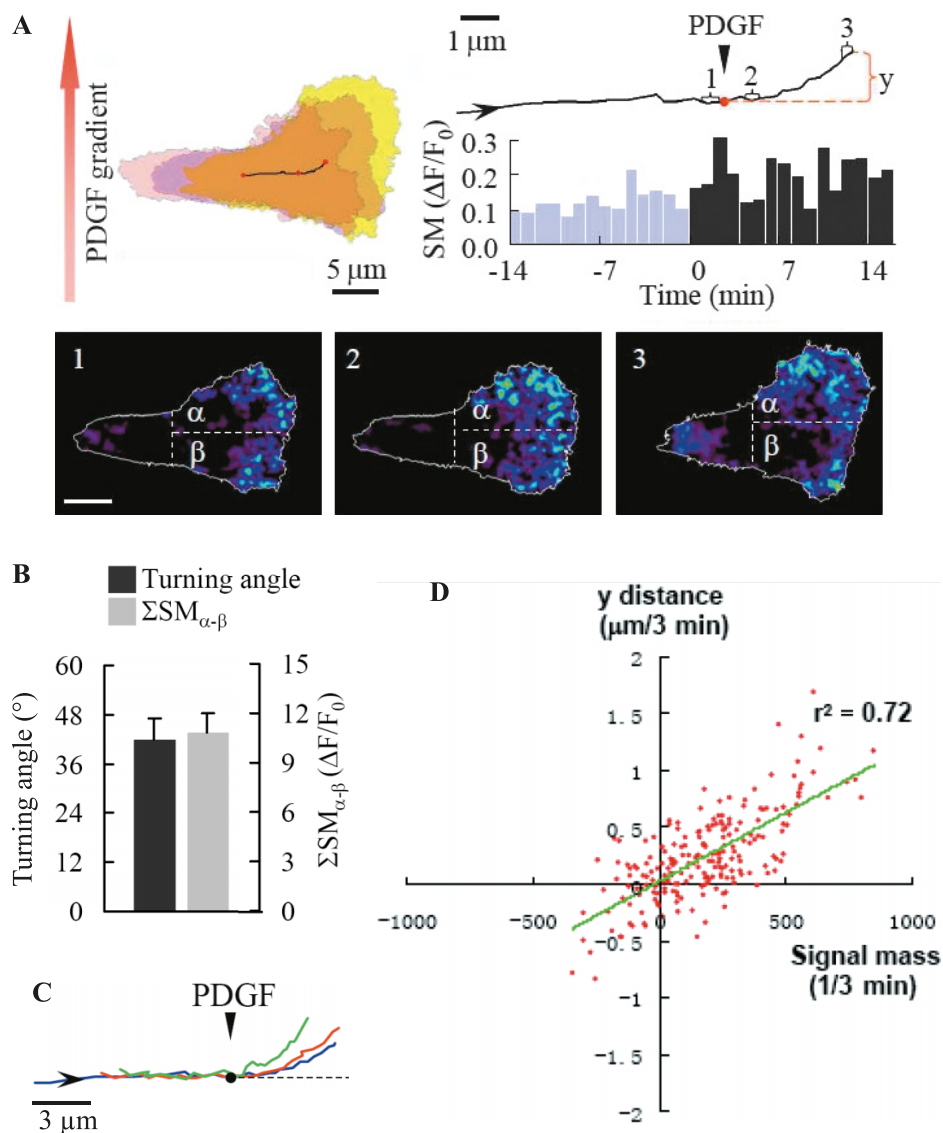 A
PDGF gradient
5 μm
1 μm
PDGF
1
2
3
y
SM (ΔF/F0)
0.3
0.2
0.1
0.0
-14
-7
0
7
14
Time (min)
1
α
β
2
α
β
3
α
β
B
Turning angle
ΣSMα-β
Turning angle (°)
60
48
36
24
12
0
15
12
9
6
3
0
ΣSMα-β (ΔF/F0)
C
PDGF
3 μm
D
y distance
(μm/3 min)
2
1.5
1
0.5
0
−0.5
−1
−1.5
−2
−1000
−500
0
500
1000
r² = 0.72
Signal mass
(1/3 min)